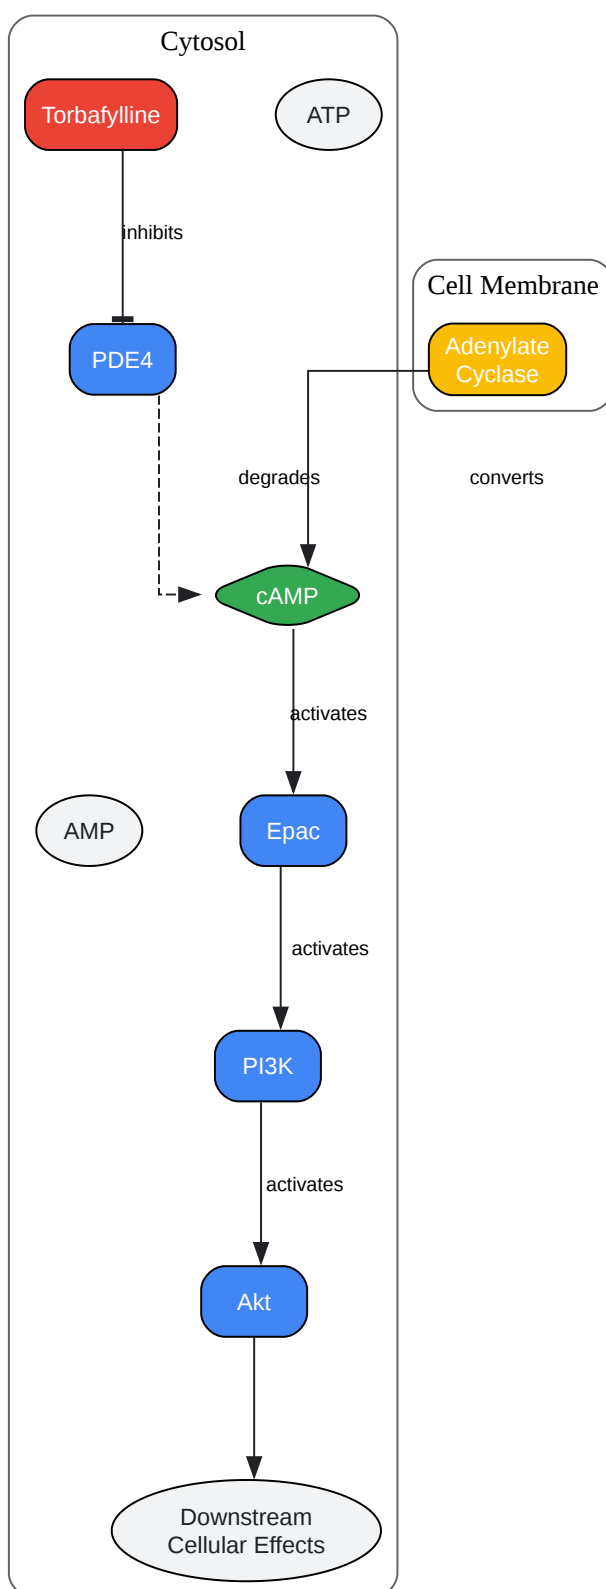 Cytosol
Torbafylline
ATP
inhibits
Cell Membrane
PDE4
Adenylate
Cyclase
degrades
converts
cAMP
activates
AMP
Epac
activates
PI3K
activates
Akt
Downstream
Cellular Effects